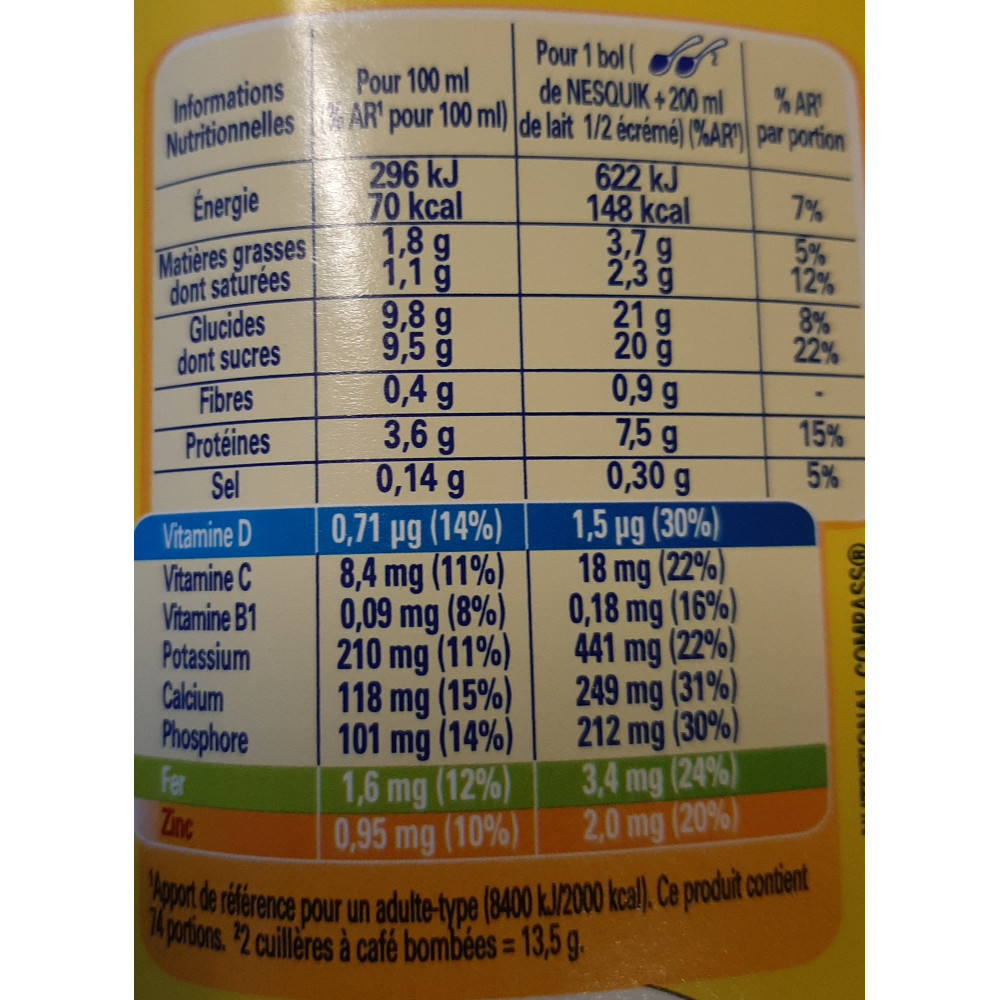 Informations Nutritionnelles | Pour 100 ml (% AR¹ pour 100 ml) | Pour 1 bol ( ² de NESQUIK + 200 ml de lait 1/2 écrémé) (%AR¹) | % AR¹ par portion
Énergie | 296 kJ 70 kcal | 622 kJ 148 kcal | 7%
Matières grasses | 1,8 g | 3,7 g | 5%
dont saturées | 1,1 g | 2,3 g | 12%
Glucides | 9,8 g | 21 g | 8%
dont sucres | 9,5 g | 20 g | 22%
Fibres | 0,4 g | 0,9 g | -
Protéines | 3,6 g | 7,5 g | 15%
Sel | 0,14 g | 0,30 g | 5%
Vitamine D | 0,71 µg (14%) | 1,5 µg (30%)
Vitamine C | 8,4 mg (11%) | 18 mg (22%)
Vitamine B1 | 0,09 mg (8%) | 0,18 mg (16%)
Potassium | 210 mg (11%) | 441 mg (22%)
Calcium | 118 mg (15%) | 249 mg (31%)
Phosphore | 101 mg (14%) | 212 mg (30%)
Fer | 1,6 mg (12%) | 3,4 mg (24%)
Zinc | 0,95 mg (10%) | 2,0 mg (20%)
¹Apport de référence pour un adulte-type (8400 kJ/2000 kcal). Ce produit contient
74 portions. ²2 cuillères à café bombées = 13,5 g.
NUTRITIONAL COMPASS®